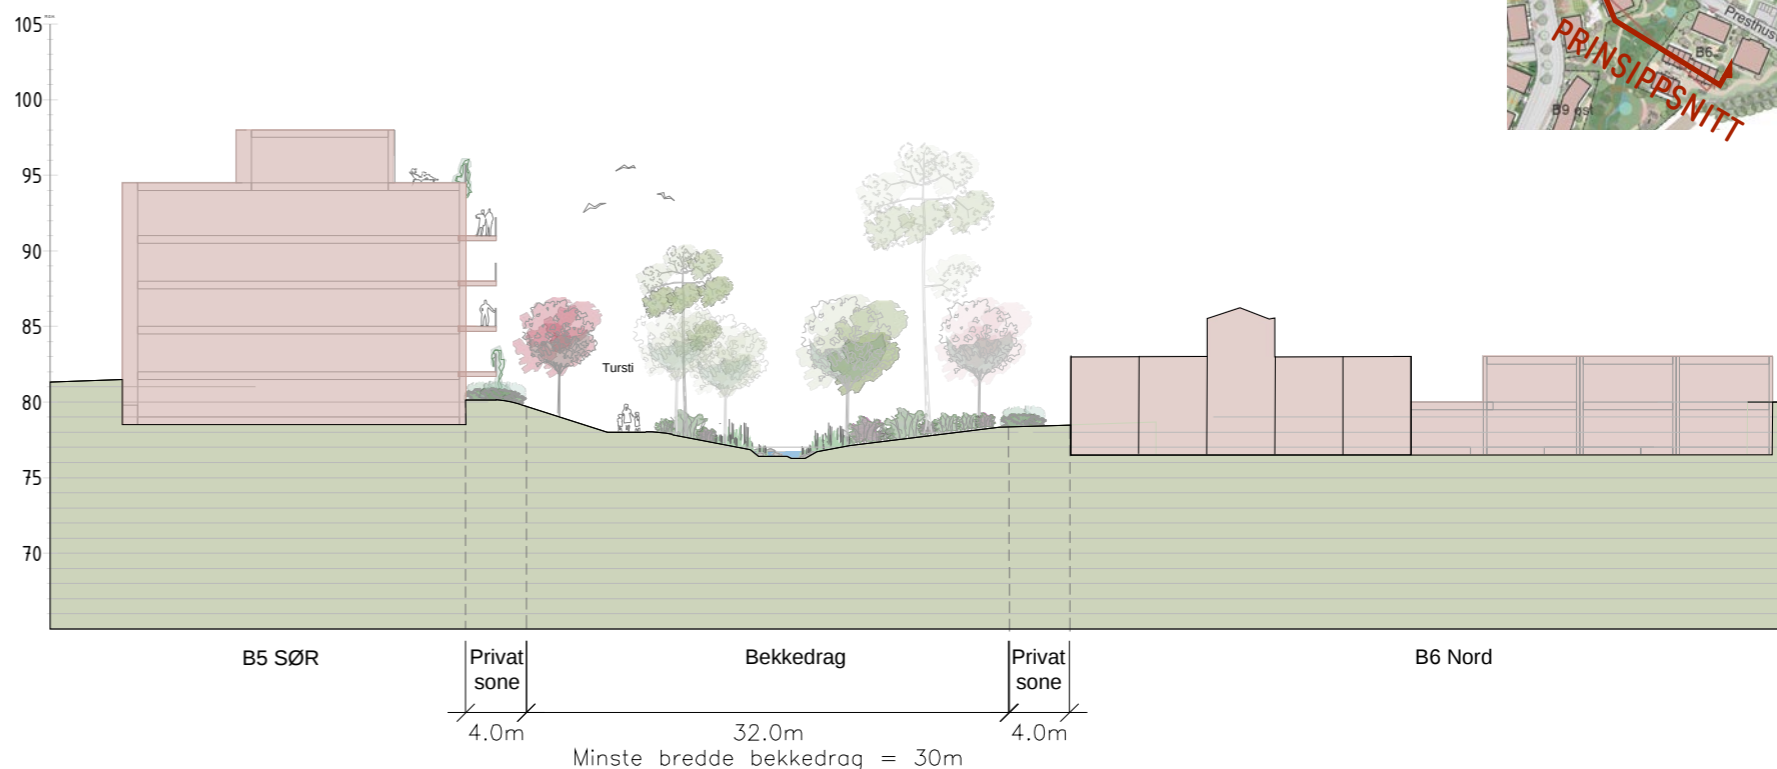 105
100
95
90
85
80
75
70
Presthus
B6
B9 øst
PRINSIPPSNITT
Tursti
B5 SØR
Privat
sone
Bekkedrag
Privat
sone
B6 Nord
4.0m
32.0m
4.0m
Minste bredde bekkedrag = 30m